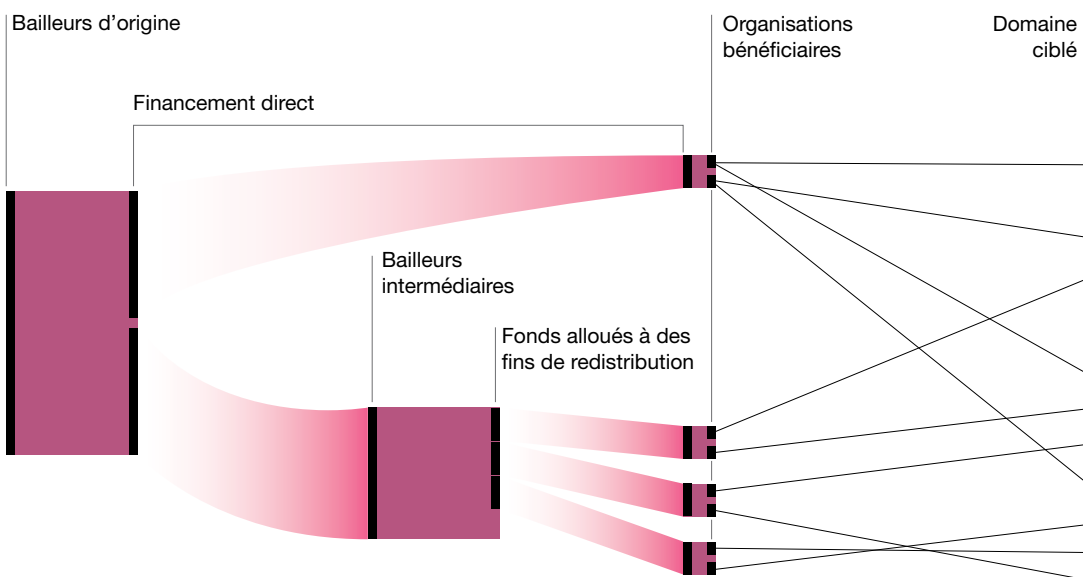 Bailleurs d'origine
Organisations
bénéficiaires
Domaine
ciblé
Financement direct
Bailleurs
intermédiaires
Fonds alloués à des
fins de redistribution